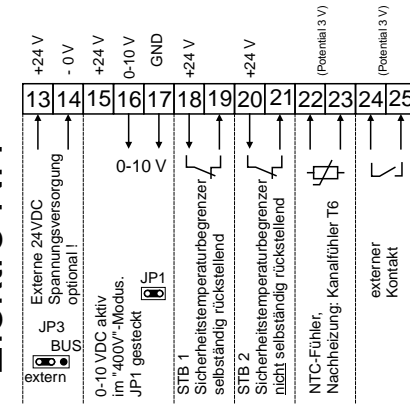 +24 V
- 0 V
+24 V
0-10 V
GND
+24 V
+24 V
(Potential 3 V)
(Potential 3 V)
13 14 15 16 17 18 19 20 21 22 23 24 25
Externe 24VDC
Spannungsversorgung
optional !
JP3
BUS
extern
0-10 V
0-10 VDC aktiv
im "400V"-Modus.
JP1 gesteckt
JP1
STB 1
Sicherheitstemperaturbegrenzer
selbständig rückstellend
STB 2
Sicherheitstemperaturbegrenzer
nicht selbständig rückstellend
NTC-Fühler,
Nachheizung: Kanalfühler T6
externer
Kontakt